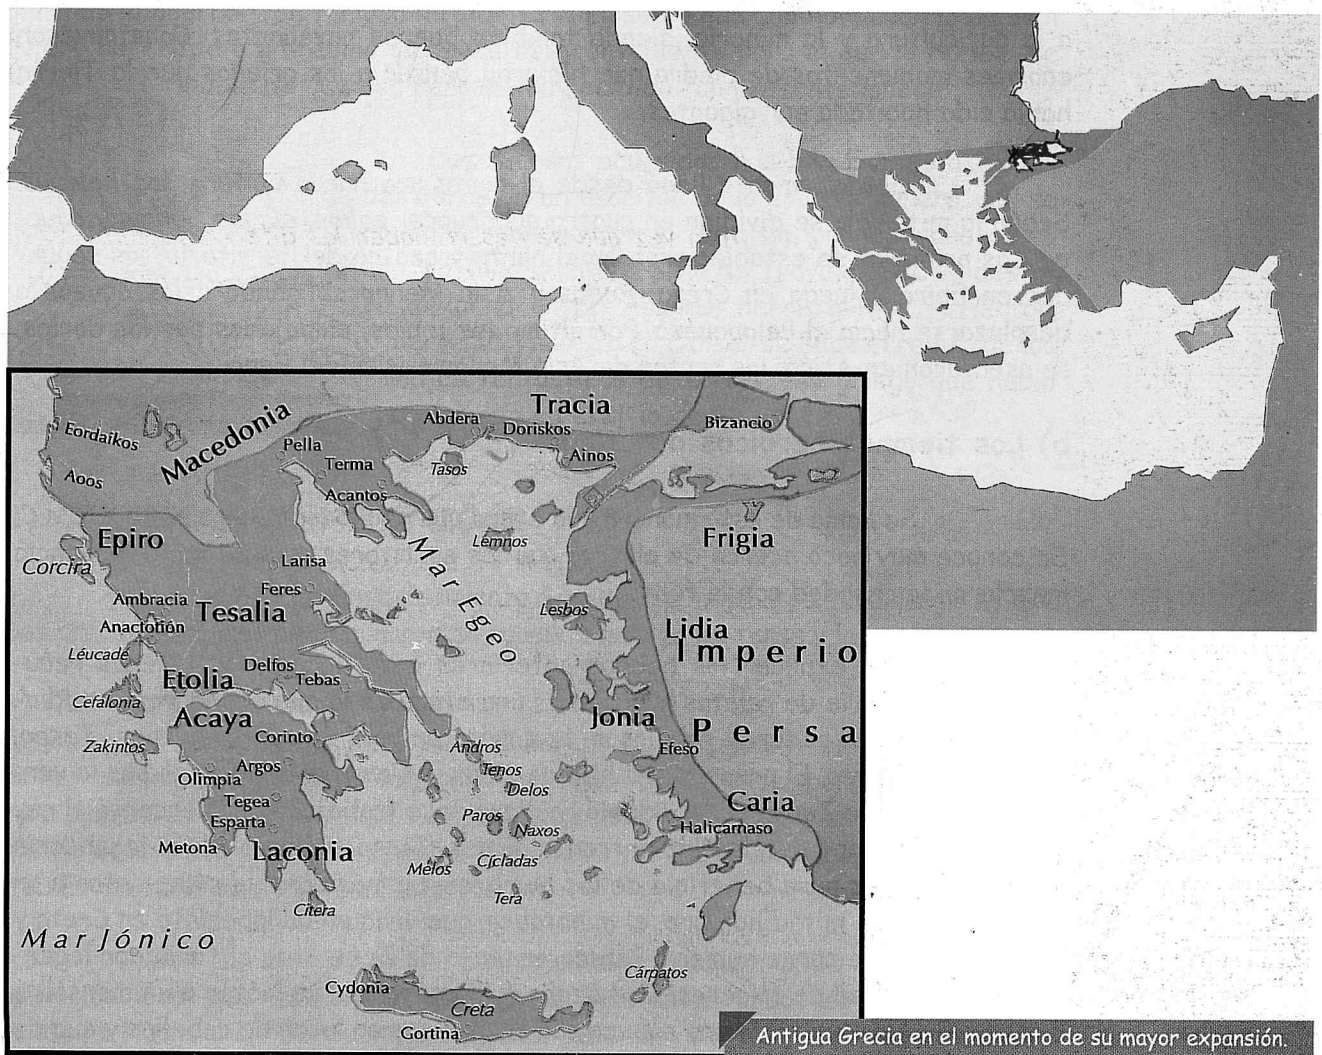 Tracia
Macedonia
Abdera
Doriskos
Bizancio
Eordaikos
Pella
Ainos
Terma
Tasos
Aoos
Acantos
Epiro
Lémnos
Frigia
Corcira
Mar Egeo
Larisa
Feres
Ambracia
Tesalia
Lesbos
Anactotión
Lidia
Imperio
Léucade
Delfos
Etolia
Tebas
Cefalonia
Acaya
Jonia
Persa
Zakintos
Corinto
Andros
Efeso
Argos
Olimpia
Tenos
Delos
Tegea
Caria
Esparta
Paros
Naxos
Halicarnaso
Metona
Laconia
Melos
Cícladas
Tera
Citera
Mar Jónico
Cárpatos
Cydonia
Creta
Gortina
Antigua Grecia en el momento de su mayor expansión.